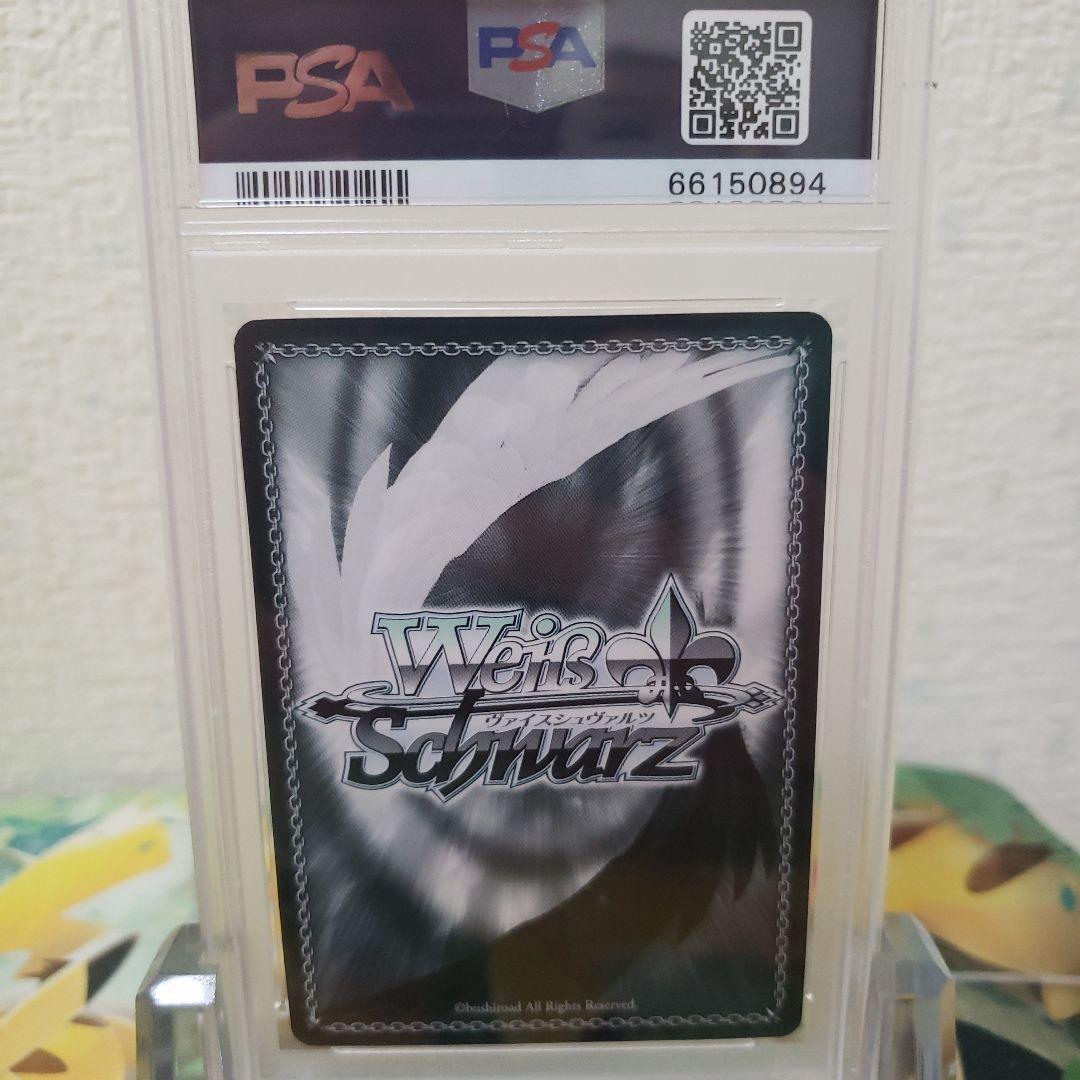 PSA
PSA
66150894
Weiß
ヴァイスシュヴァルツ
Schwarz
©bushiroad All Rights Reserved.